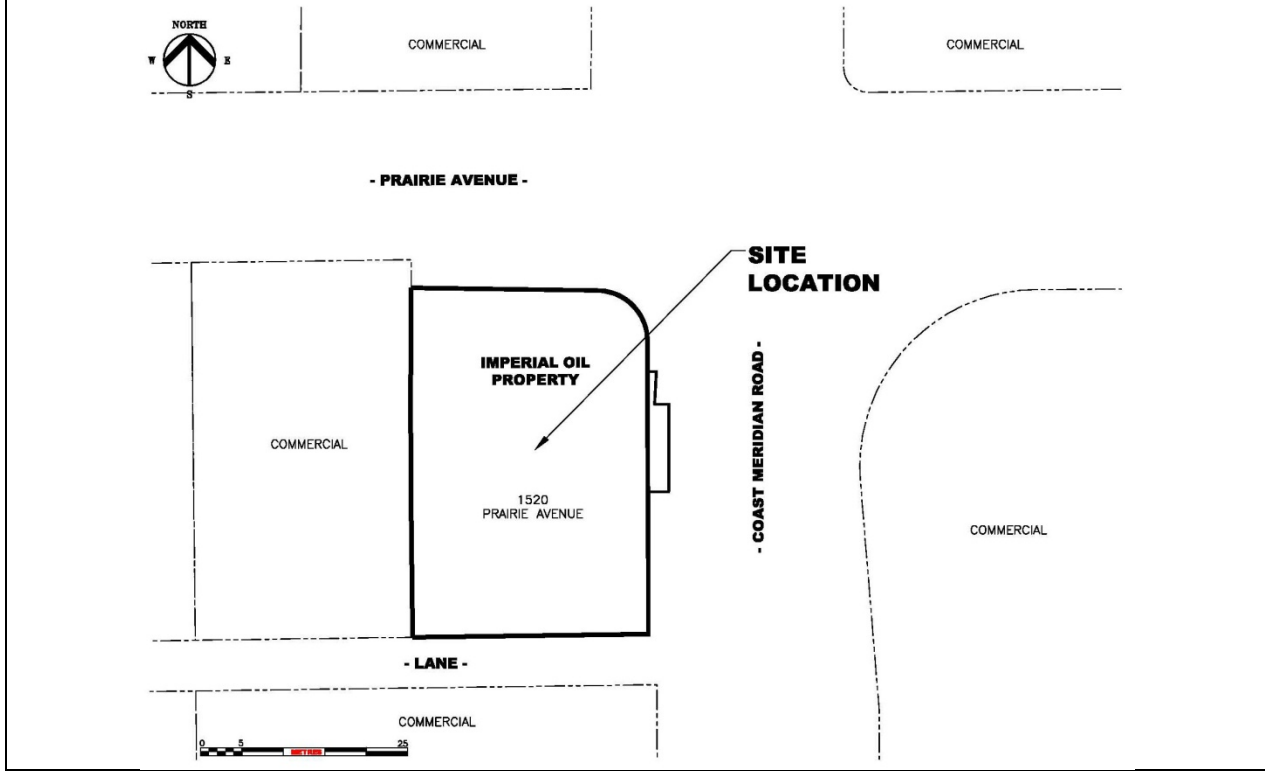 NORTH
W
E
S
COMMERCIAL
COMMERCIAL
- PRAIRIE AVENUE -
SITE
LOCATION
IMPERIAL OIL
PROPERTY
- COAST MERIDIAN ROAD -
COMMERCIAL
1520
PRAIRIE AVENUE
COMMERCIAL
- LANE -
COMMERCIAL
0 5 25
METRES